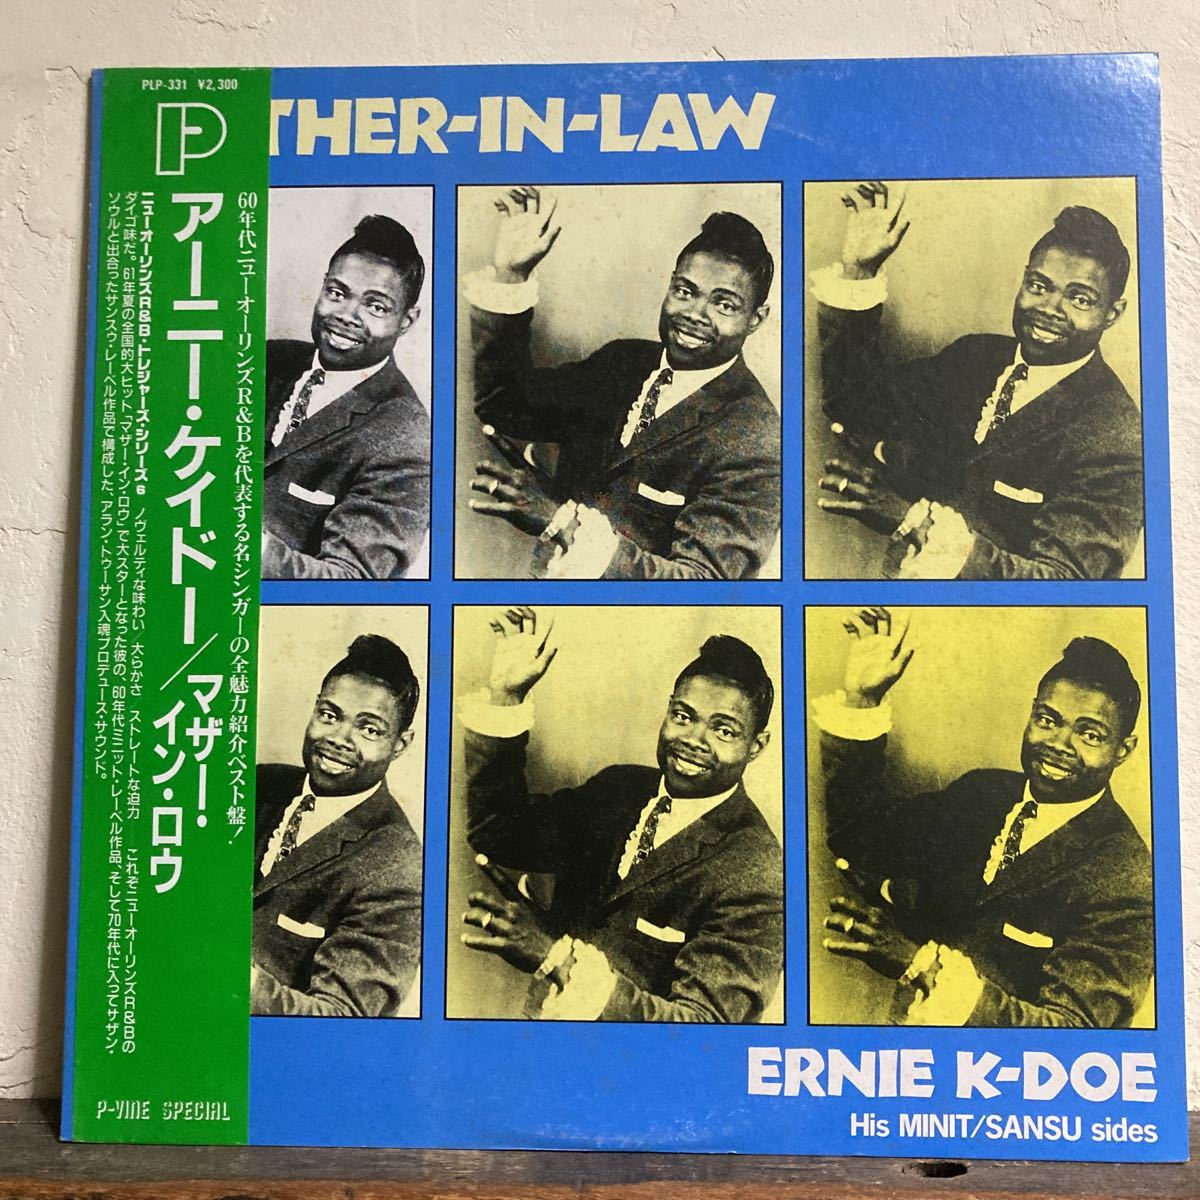 PLP-331 ¥2,300
P
THER-IN-LAW
60年代ニューオーリンズR&Bを代表する名シンガーの全魅力紹介ベスト盤!
アーニー・ケイドー/マザー・イン・ロウ
ニューオーリンズR&B・トレジャーズ・シリーズ6 ノヴェルティな味わい/大らかさ/ストレートな迫力――これぞニューオーリンズR&Bの
ダイゴ味だ。61年夏の全国的大ヒット「マザー・イン・ロウ」で大スターとなった彼の、60年代ミニット・レーベル作品、そして70年代に入ってサザン・
ソウルと出合ったサンスゥ・レーベル作品で構成した、アラン・トゥーサン入魂プロデュース・サウンド。
P-VINE SPECIAL
ERNIE K-DOE
His MINIT/SANSU sides